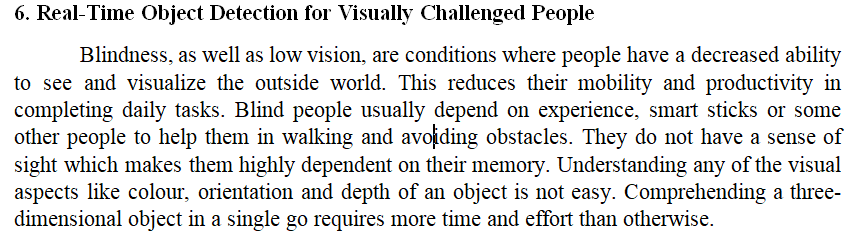 6. Real-Time Object Detection for Visually Challenged People
Blindness, as well as low vision, are conditions where people have a decreased ability
to see and visualize the outside world. This reduces their mobility and productivity in
completing daily tasks. Blind people usually depend on experience, smart sticks or some
other people to help them in walking and avoiding obstacles. They do not have a sense of
sight which makes them highly dependent on their memory. Understanding any of the visual
aspects like colour, orientation and depth of an object is not easy. Comprehending a three-
dimensional object in a single go requires more time and effort than otherwise.